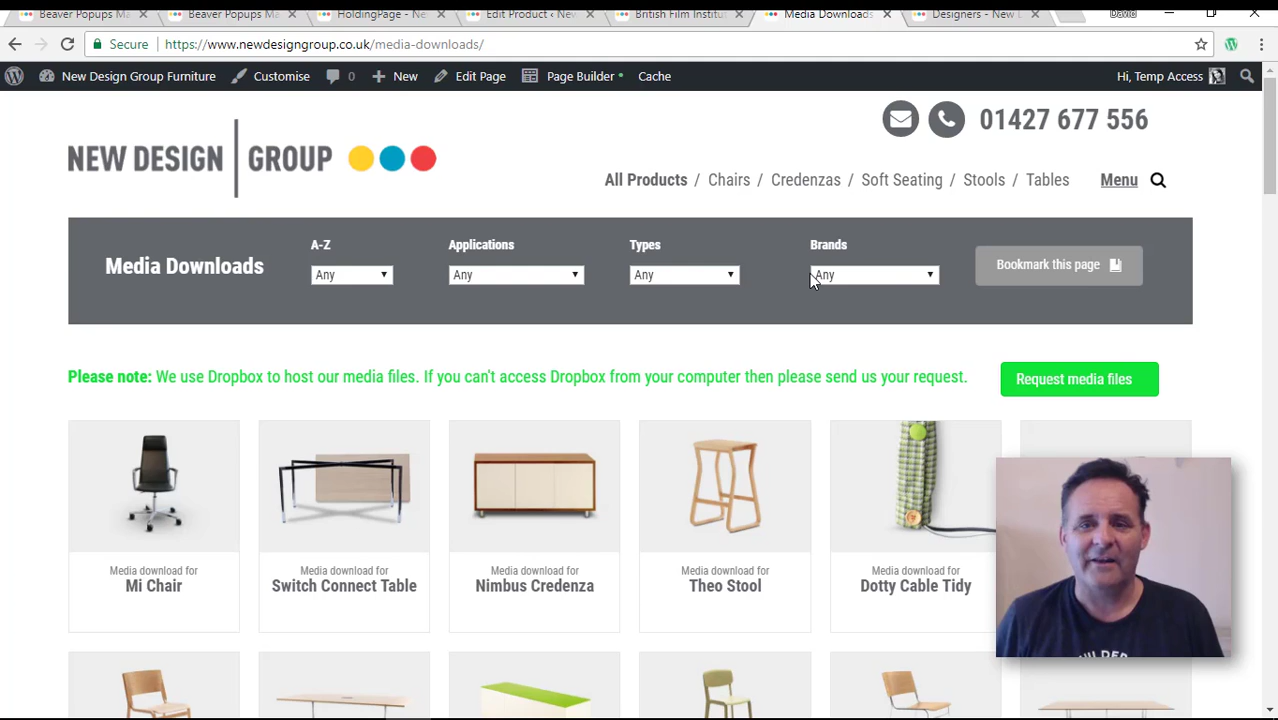 Beaver Popups Ma
Beaver Popups Ma
HoldingPage - Ne
Edit Product ‹ New
British Film Institut
Media Downloads
Designers - New D
David
Secure
https://www.newdesigngroup.co.uk/media-downloads/
New Design Group Furniture
Customise
0
New
Edit Page
Page Builder
Cache
Hi, Temp Access
NEW DESIGN GROUP
01427 677 556
All Products / Chairs / Credenzas / Soft Seating / Stools / Tables
Menu
Media Downloads
A-Z
Applications
Types
Brands
Any
Any
Any
Any
Bookmark this page
Please note: We use Dropbox to host our media files. If you can't access Dropbox from your computer then please send us your request.
Request media files
Media download for
Mi Chair
Media download for
Switch Connect Table
Media download for
Nimbus Credenza
Media download for
Theo Stool
Media download for
Dotty Cable Tidy